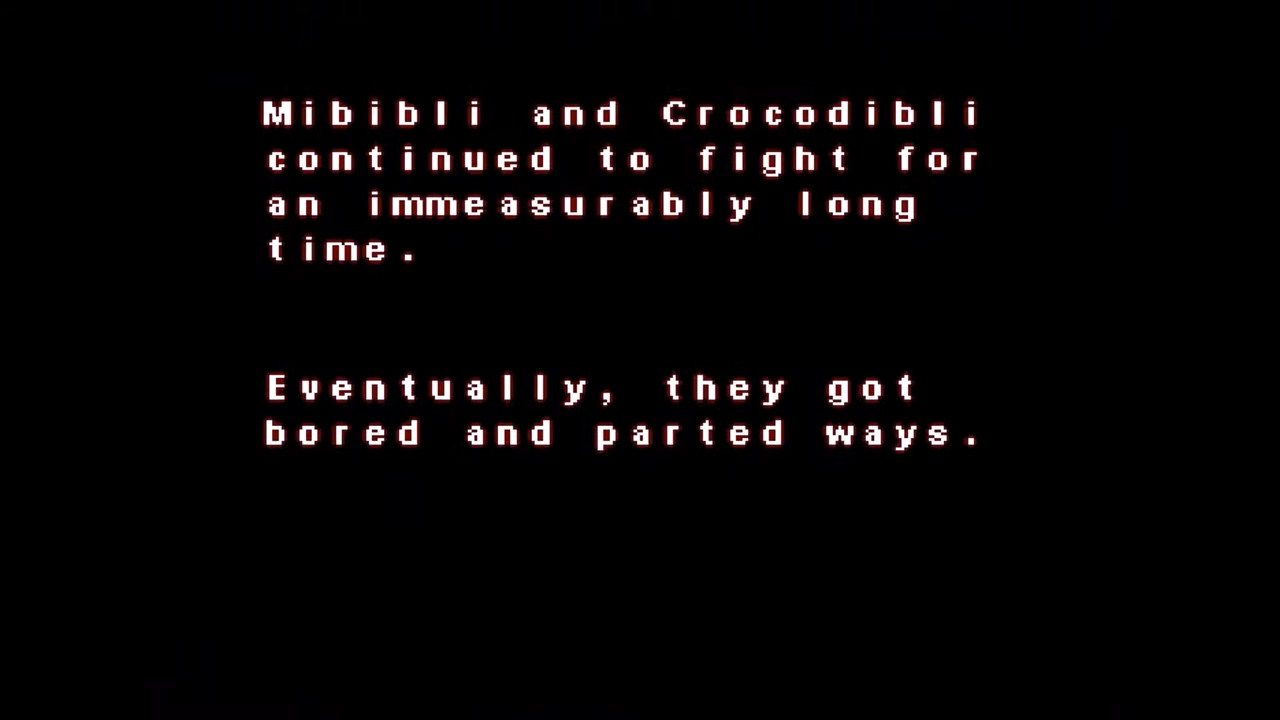 Mibibli and Crocodibli
continued to fight for
an immeasurably long
time.
Eventually, they got
bored and parted ways.